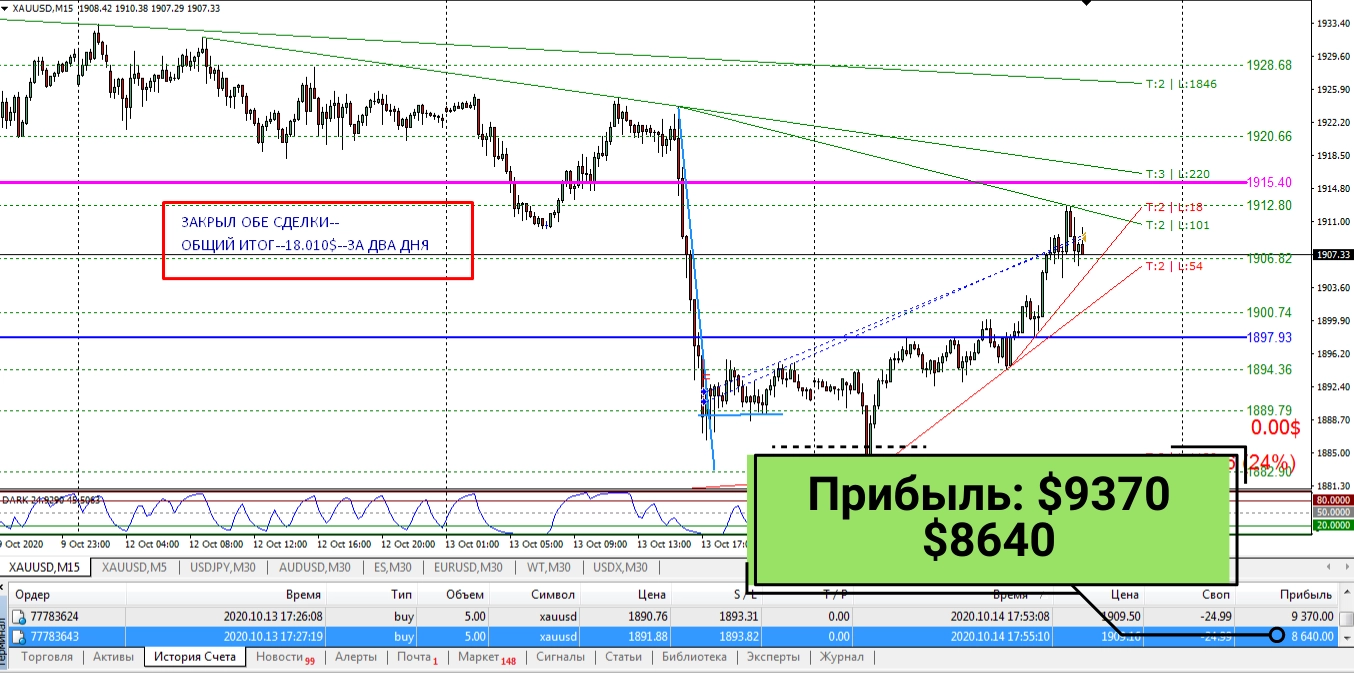 XAUUSD,M15 1908.42 1910.38 1907.29 1907.33
1933.40
1929.60
1928.68
T:2 | L:1846
1925.90
1922.20
1920.66
1918.50
T:3 | L:220
1915.40
1914.80
1912.80
T:2 | L:18
1911.00
T:2 | L:101
ЗАКРЫЛ ОБЕ СДЕЛКИ--
ОБЩИЙ ИТОГ--18.010$--ЗА ДВА ДНЯ
1907.33
1906.82
T:2 | L:54
1903.60
1900.74
1899.90
1897.93
1896.20
1894.36
1892.40
1889.79
1888.70
0.00$
1885.00
(24%)
1882.90
1881.30
Прибыль: $9370
$8640
80.0000
50.0000
20.0000
9 Oct 2020 9 Oct 23:00 12 Oct 04:00 12 Oct 08:00 12 Oct 12:00 12 Oct 16:00 12 Oct 20:00 13 Oct 01:00 13 Oct 05:00 13 Oct 09:00 13 Oct 13:00 13 Oct 17:0
XAUUSD,M15 XAUUSD,M5 USDJPY,M30 AUDUSD,M30 ES,M30 EURUSD,M30 WT,M30 USDX,M30
Ордер Время Тип Объем Символ Цена S / L T / P Время Цена Своп Прибыль
77783624 2020.10.13 17:26:08 buy 5.00 xauusd 1890.76 1893.31 0.00 2020.10.14 17:53:08 1909.50 -24.99 9 370.00
77783643 2020.10.13 17:27:19 buy 5.00 xauusd 1891.88 1893.82 0.00 2020.10.14 17:55:10 1909.16 -24.99 8 640.00
Терминал
Торговля Активы История Счета Новости 99 Алерты Почта 1 Маркет 148 Сигналы Статьи Библиотека Эксперты Журнал